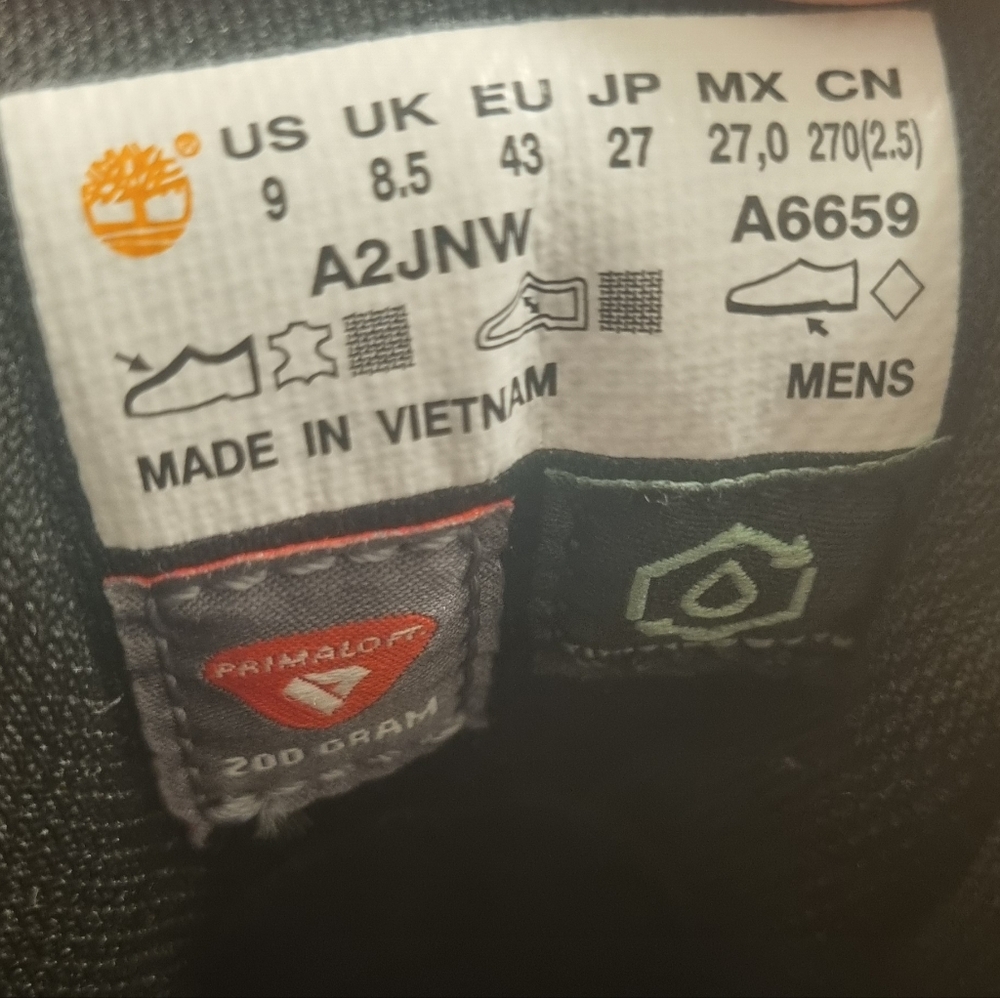 US UK EU JP MX CN
9 8.5 43 27 27,0 270(2.5)
A2JNW A6659
MADE IN VIETNAM MENS
PRIMALOFT
200 GRAM